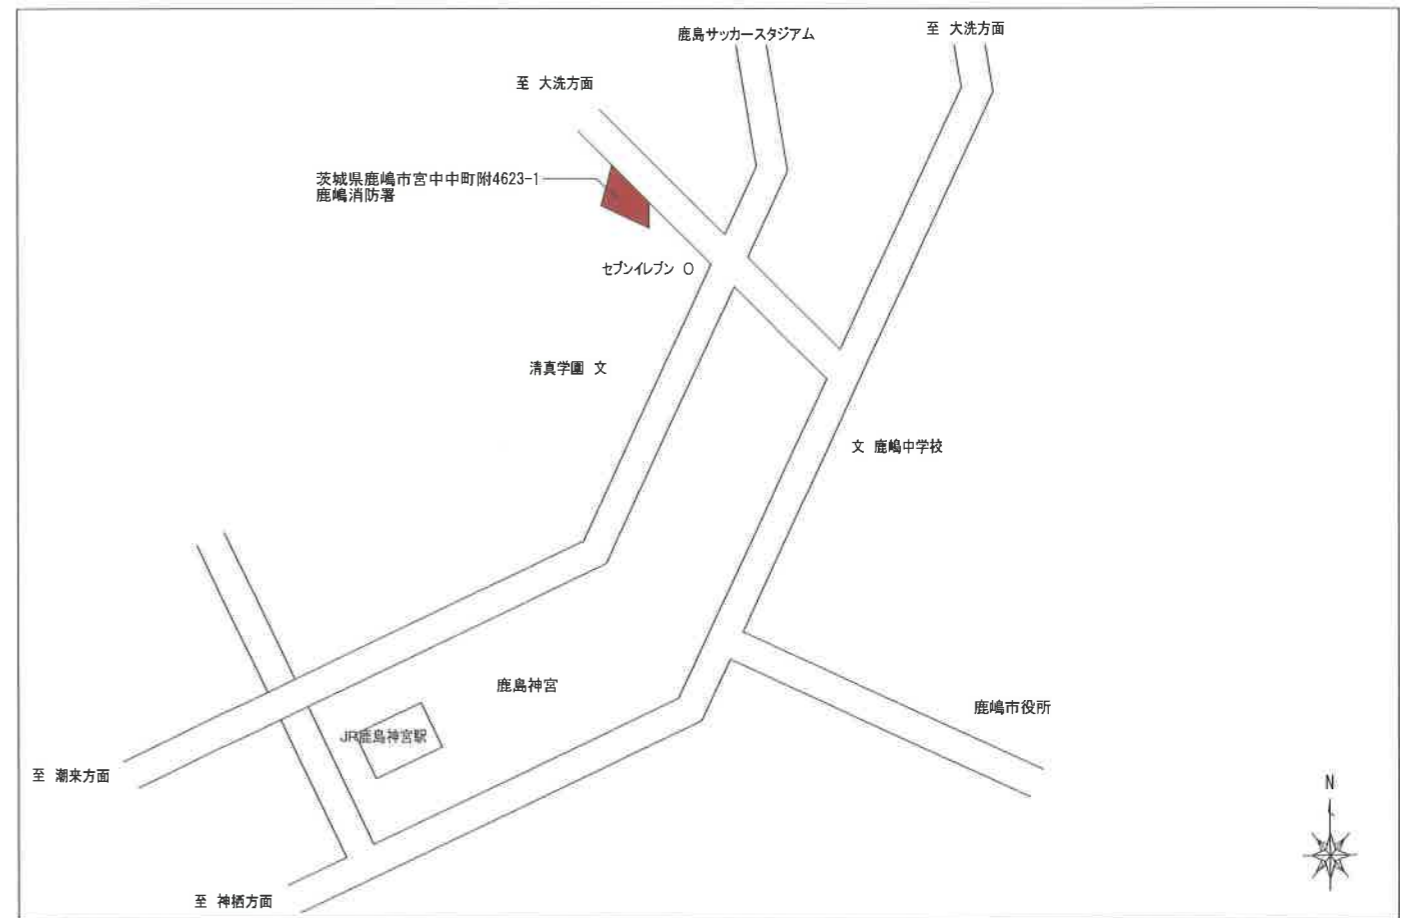 鹿島サッカースタジアム
至 大洗方面
至 大洗方面
茨城県鹿嶋市宮中中町附4623-1
鹿嶋消防署
セブンイレブン O
清真学園 文
文 鹿嶋中学校
鹿島神宮
鹿嶋市役所
JR鹿島神宮駅
至 潮来方面
N
至 神栖方面